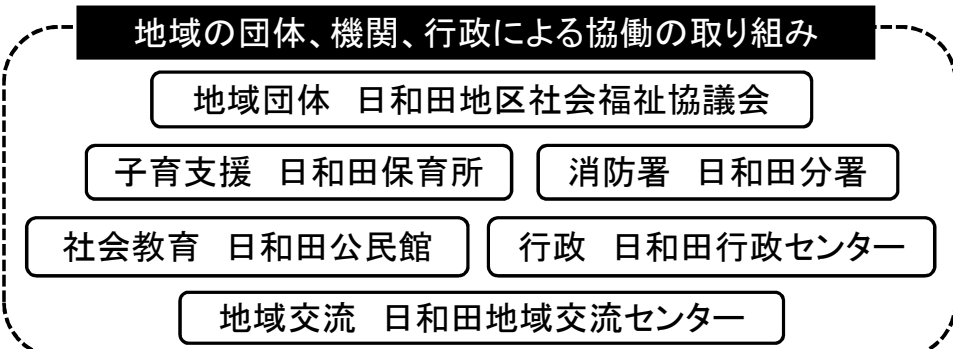 地域の団体、機関、行政による協働の取り組み
地域団体　日和田地区社会福祉協議会
子育支援　日和田保育所
消防署　日和田分署
社会教育　日和田公民館
行政　日和田行政センター
地域交流　日和田地域交流センター